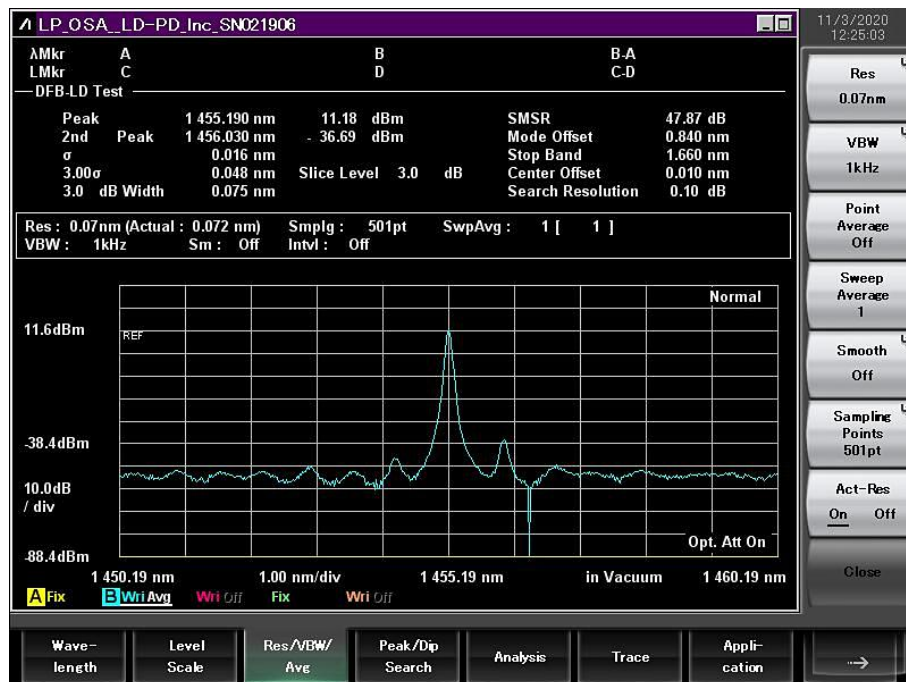 LP_OSA__LD-PD_Inc_SN021906
11/3/2020
12:25:03
λMkr A B B-A
LMkr C D C-D
DFB-LD Test
Peak 1 455.190 nm 11.18 dBm SMSR 47.87 dB
2nd Peak 1 456.030 nm - 36.69 dBm Mode Offset 0.840 nm
σ 0.016 nm Stop Band 1.660 nm
3.00σ 0.048 nm Slice Level 3.0 dB Center Offset 0.010 nm
3.0 dB Width 0.075 nm Search Resolution 0.10 dB
Res : 0.07nm (Actual : 0.072 nm) Smplg : 501pt SwpAvg : 1 [ 1 ]
VBW : 1kHz Sm : Off Intvl : Off
Normal
11.6dBm
REF
-38.4dBm
10.0dB
/ div
-88.4dBm
Opt. Att On
1 450.19 nm 1.00 nm/div 1 455.19 nm in Vacuum 1 460.19 nm
A Fix B Wri Avg Wri Off Fix Wri Off
Res
0.07nm
VBW
1kHz
Point
Average
Off
Sweep
Average
1
Smooth
Off
Sampling
Points
501pt
Act-Res
On Off
Close
Wave-
length
Level
Scale
Res/VBW/
Avg
Peak/Dip
Search
Analysis
Trace
Appli-
cation